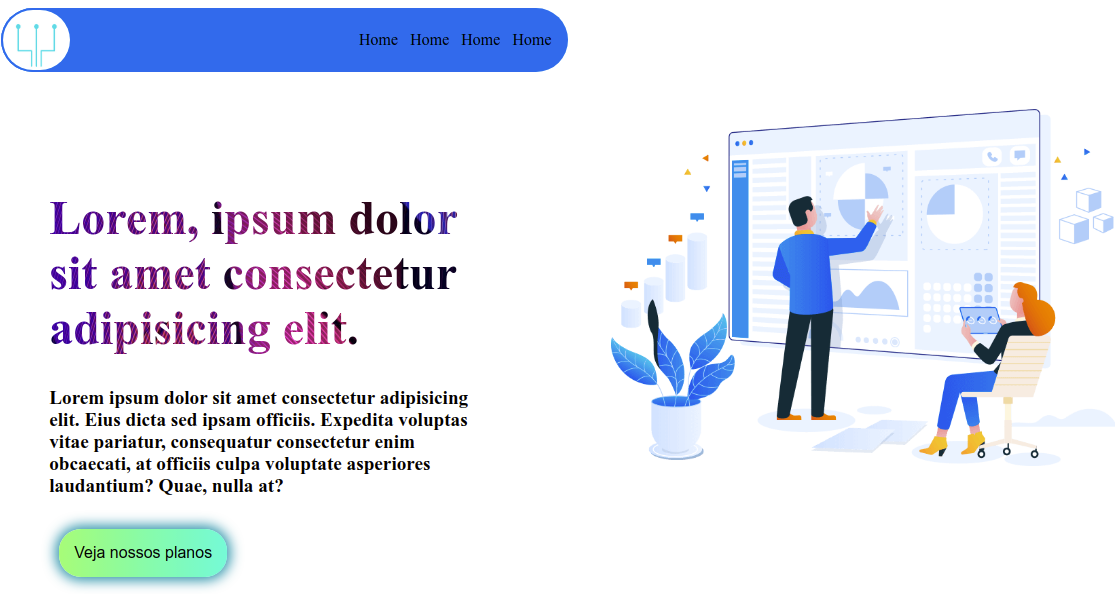 Home Home Home Home
Lorem, ipsum dolor
sit amet consectetur
adipisicing elit.
Lorem ipsum dolor sit amet consectetur adipisicing
elit. Eius dicta sed ipsam officiis. Expedita voluptas
vitae pariatur, consequatur consectetur enim
obcaecati, at officiis culpa voluptate asperiores
laudantium? Quae, nulla at?
Veja nossos planos